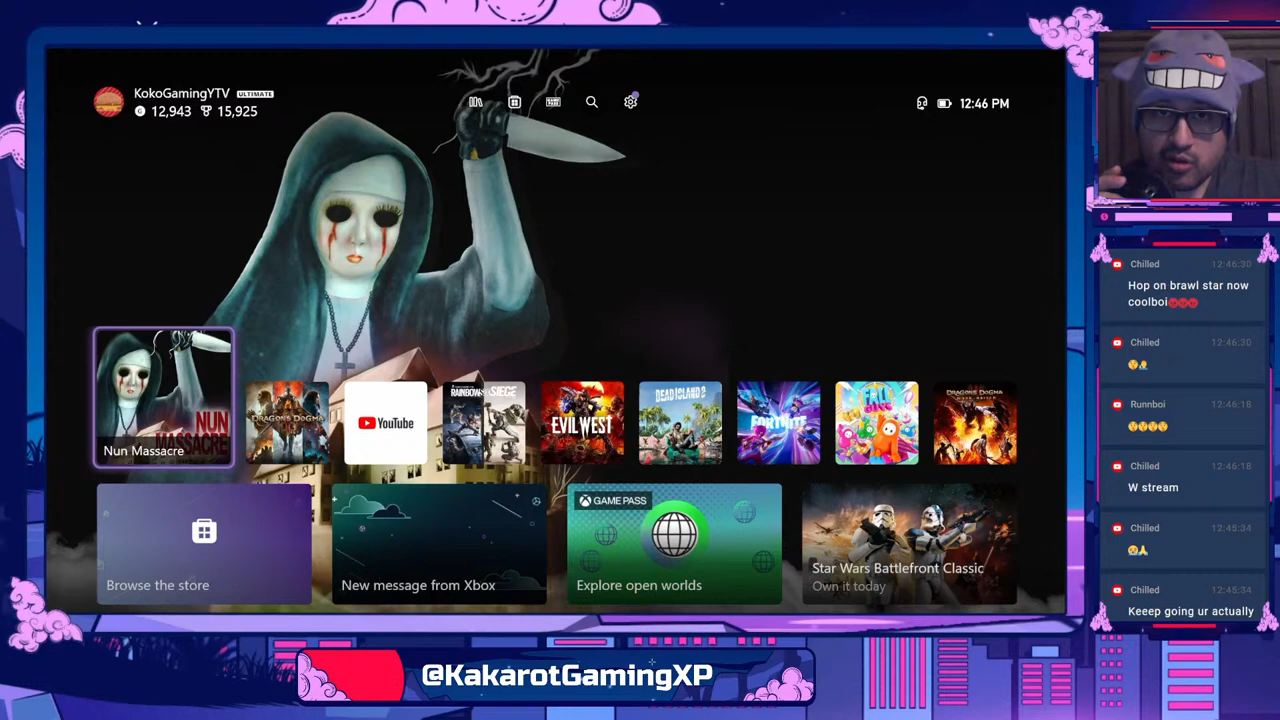 KokoGamingYTV ULTIMATE
12,943 15,925
12:46 PM
NUN
MASSACRE
Nun Massacre
DRAGON'S DOGMA
YouTube
RAINBOW SIEGE
EVIL WEST
DEAD ISLAND 2
FORTNITE
FALL GUYS
DRAGON'S DOGMA
Browse the store
New message from Xbox
GAME PASS
Explore open worlds
Star Wars Battlefront Classic
Own it today
Chilled 12:46:30
Hop on brawl star now
coolboi
Chilled 12:46:30
Runnboi 12:46:18
Chilled 12:46:18
W stream
Chilled 12:45:34
Chilled 12:45:34
Keeep going ur actually
@KakarotGamingXP